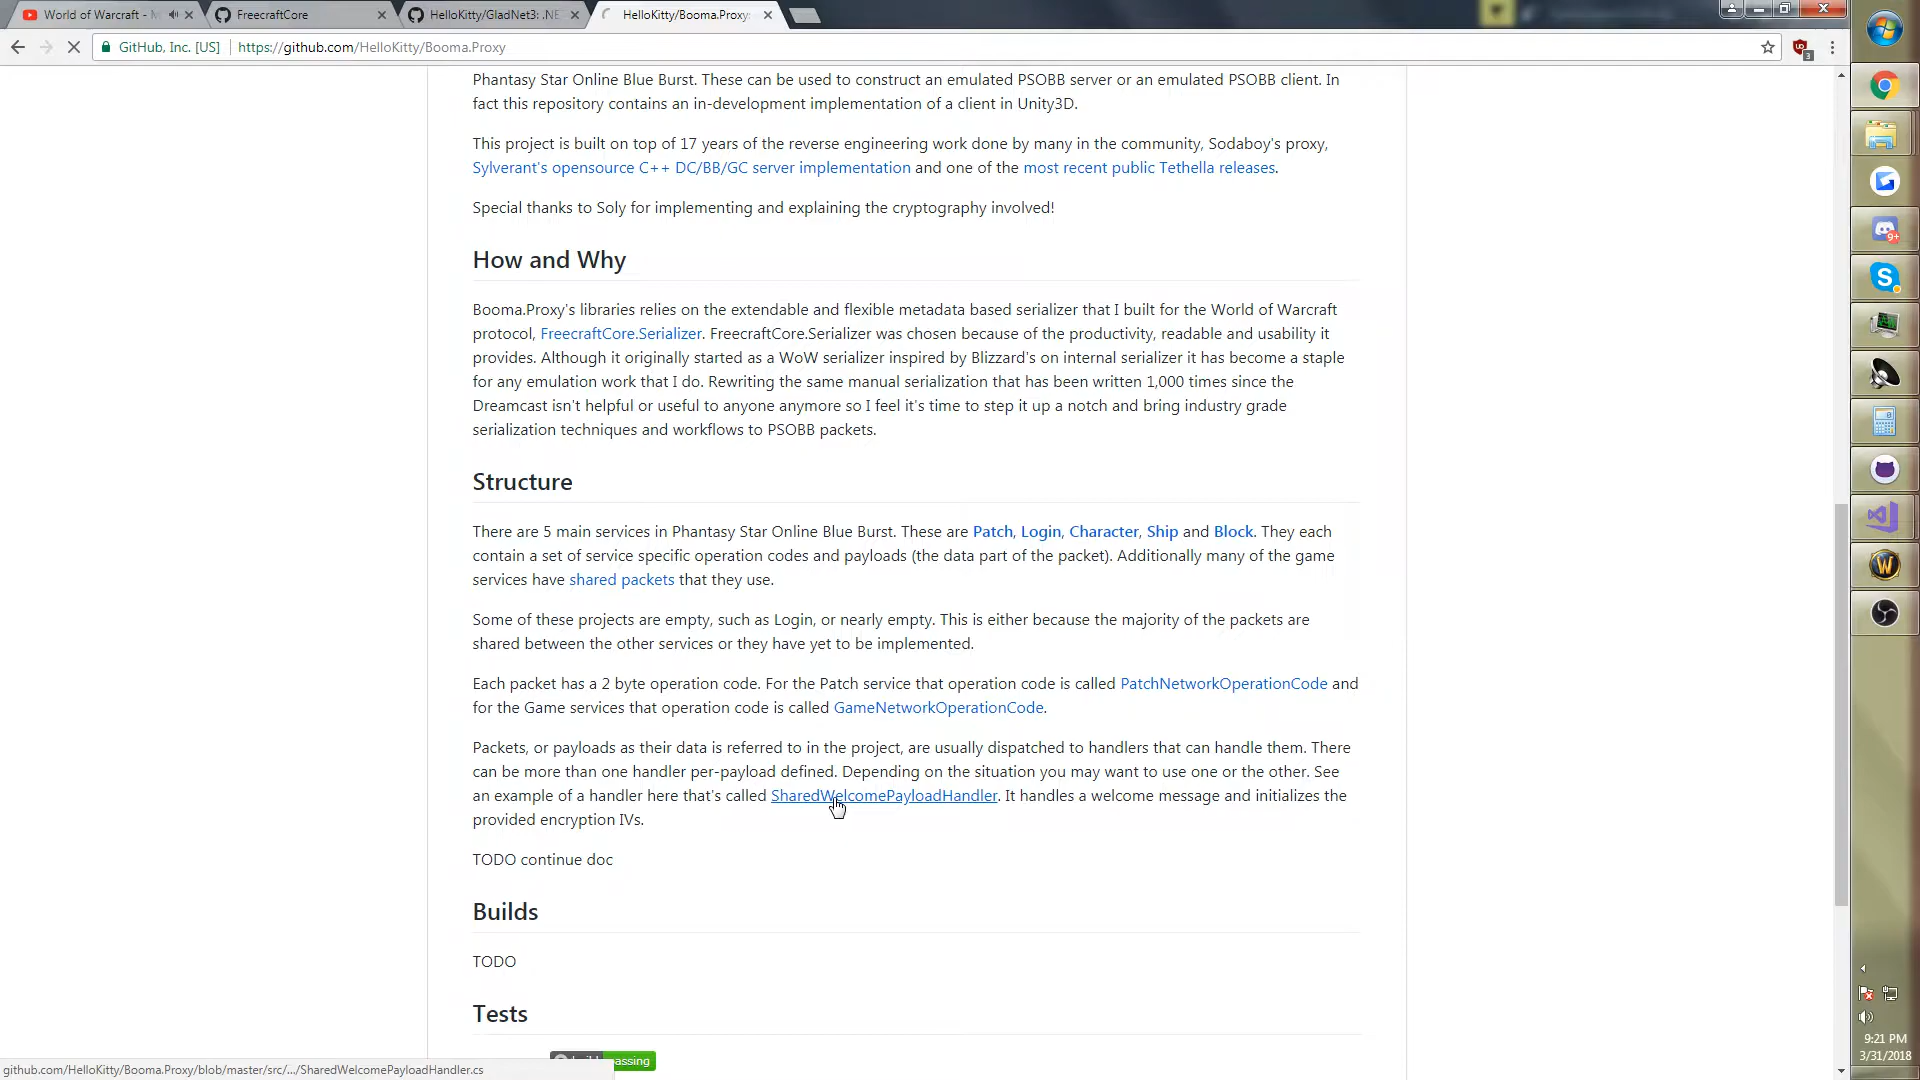 World of Warcraft - M
FreecraftCore
HelloKitty/GladNet3: .NE
HelloKitty/Booma.Proxy:
GitHub, Inc. [US]
https://github.com/HelloKitty/Booma.Proxy
3
Phantasy Star Online Blue Burst. These can be used to construct an emulated PSOBB server or an emulated PSOBB client. In
fact this repository contains an in-development implementation of a client in Unity3D.
This project is built on top of 17 years of the reverse engineering work done by many in the community, Sodaboy's proxy,
Sylverant's opensource C++ DC/BB/GC server implementation and one of the most recent public Tethella releases.
Special thanks to Soly for implementing and explaining the cryptography involved!
How and Why
Booma.Proxy's libraries relies on the extendable and flexible metadata based serializer that I built for the World of Warcraft
protocol, FreecraftCore.Serializer. FreecraftCore.Serializer was chosen because of the productivity, readable and usability it
provides. Although it originally started as a WoW serializer inspired by Blizzard's on internal serializer it has become a staple
for any emulation work that I do. Rewriting the same manual serialization that has been written 1,000 times since the
Dreamcast isn't helpful or useful to anyone anymore so I feel it's time to step it up a notch and bring industry grade
serialization techniques and workflows to PSOBB packets.
Structure
There are 5 main services in Phantasy Star Online Blue Burst. These are Patch, Login, Character, Ship and Block. They each
contain a set of service specific operation codes and payloads (the data part of the packet). Additionally many of the game
services have shared packets that they use.
Some of these projects are empty, such as Login, or nearly empty. This is either because the majority of the packets are
shared between the other services or they have yet to be implemented.
Each packet has a 2 byte operation code. For the Patch service that operation code is called PatchNetworkOperationCode and
for the Game services that operation code is called GameNetworkOperationCode.
Packets, or payloads as their data is referred to in the project, are usually dispatched to handlers that can handle them. There
can be more than one handler per-payload defined. Depending on the situation you may want to use one or the other. See
an example of a handler here that's called SharedWelcomePayloadHandler. It handles a welcome message and initializes the
provided encryption IVs.
TODO continue doc
Builds
TODO
Tests
assing
github.com/HelloKitty/Booma.Proxy/blob/master/src/.../SharedWelcomePayloadHandler.cs
9+
9:21 PM
3/31/2018